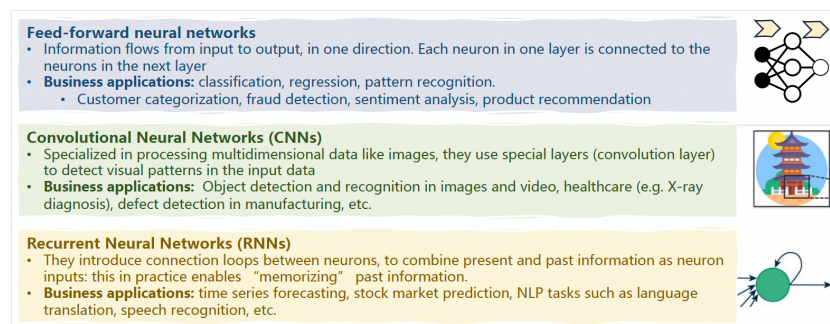 Feed-forward neural networks
• Information flows from input to output, in one direction. Each neuron in one layer is connected to the
neurons in the next layer
• Business applications: classification, regression, pattern recognition.
• Customer categorization, fraud detection, sentiment analysis, product recommendation
Convolutional Neural Networks (CNNs)
• Specialized in processing multidimensional data like images, they use special layers (convolution layer)
to detect visual patterns in the input data
• Business applications: Object detection and recognition in images and video, healthcare (e.g. X-ray
diagnosis), defect detection in manufacturing, etc.
Recurrent Neural Networks (RNNs)
• They introduce connection loops between neurons, to combine present and past information as neuron
inputs: this in practice enables “memorizing” past information.
• Business applications: time series forecasting, stock market prediction, NLP tasks such as language
translation, speech recognition, etc.